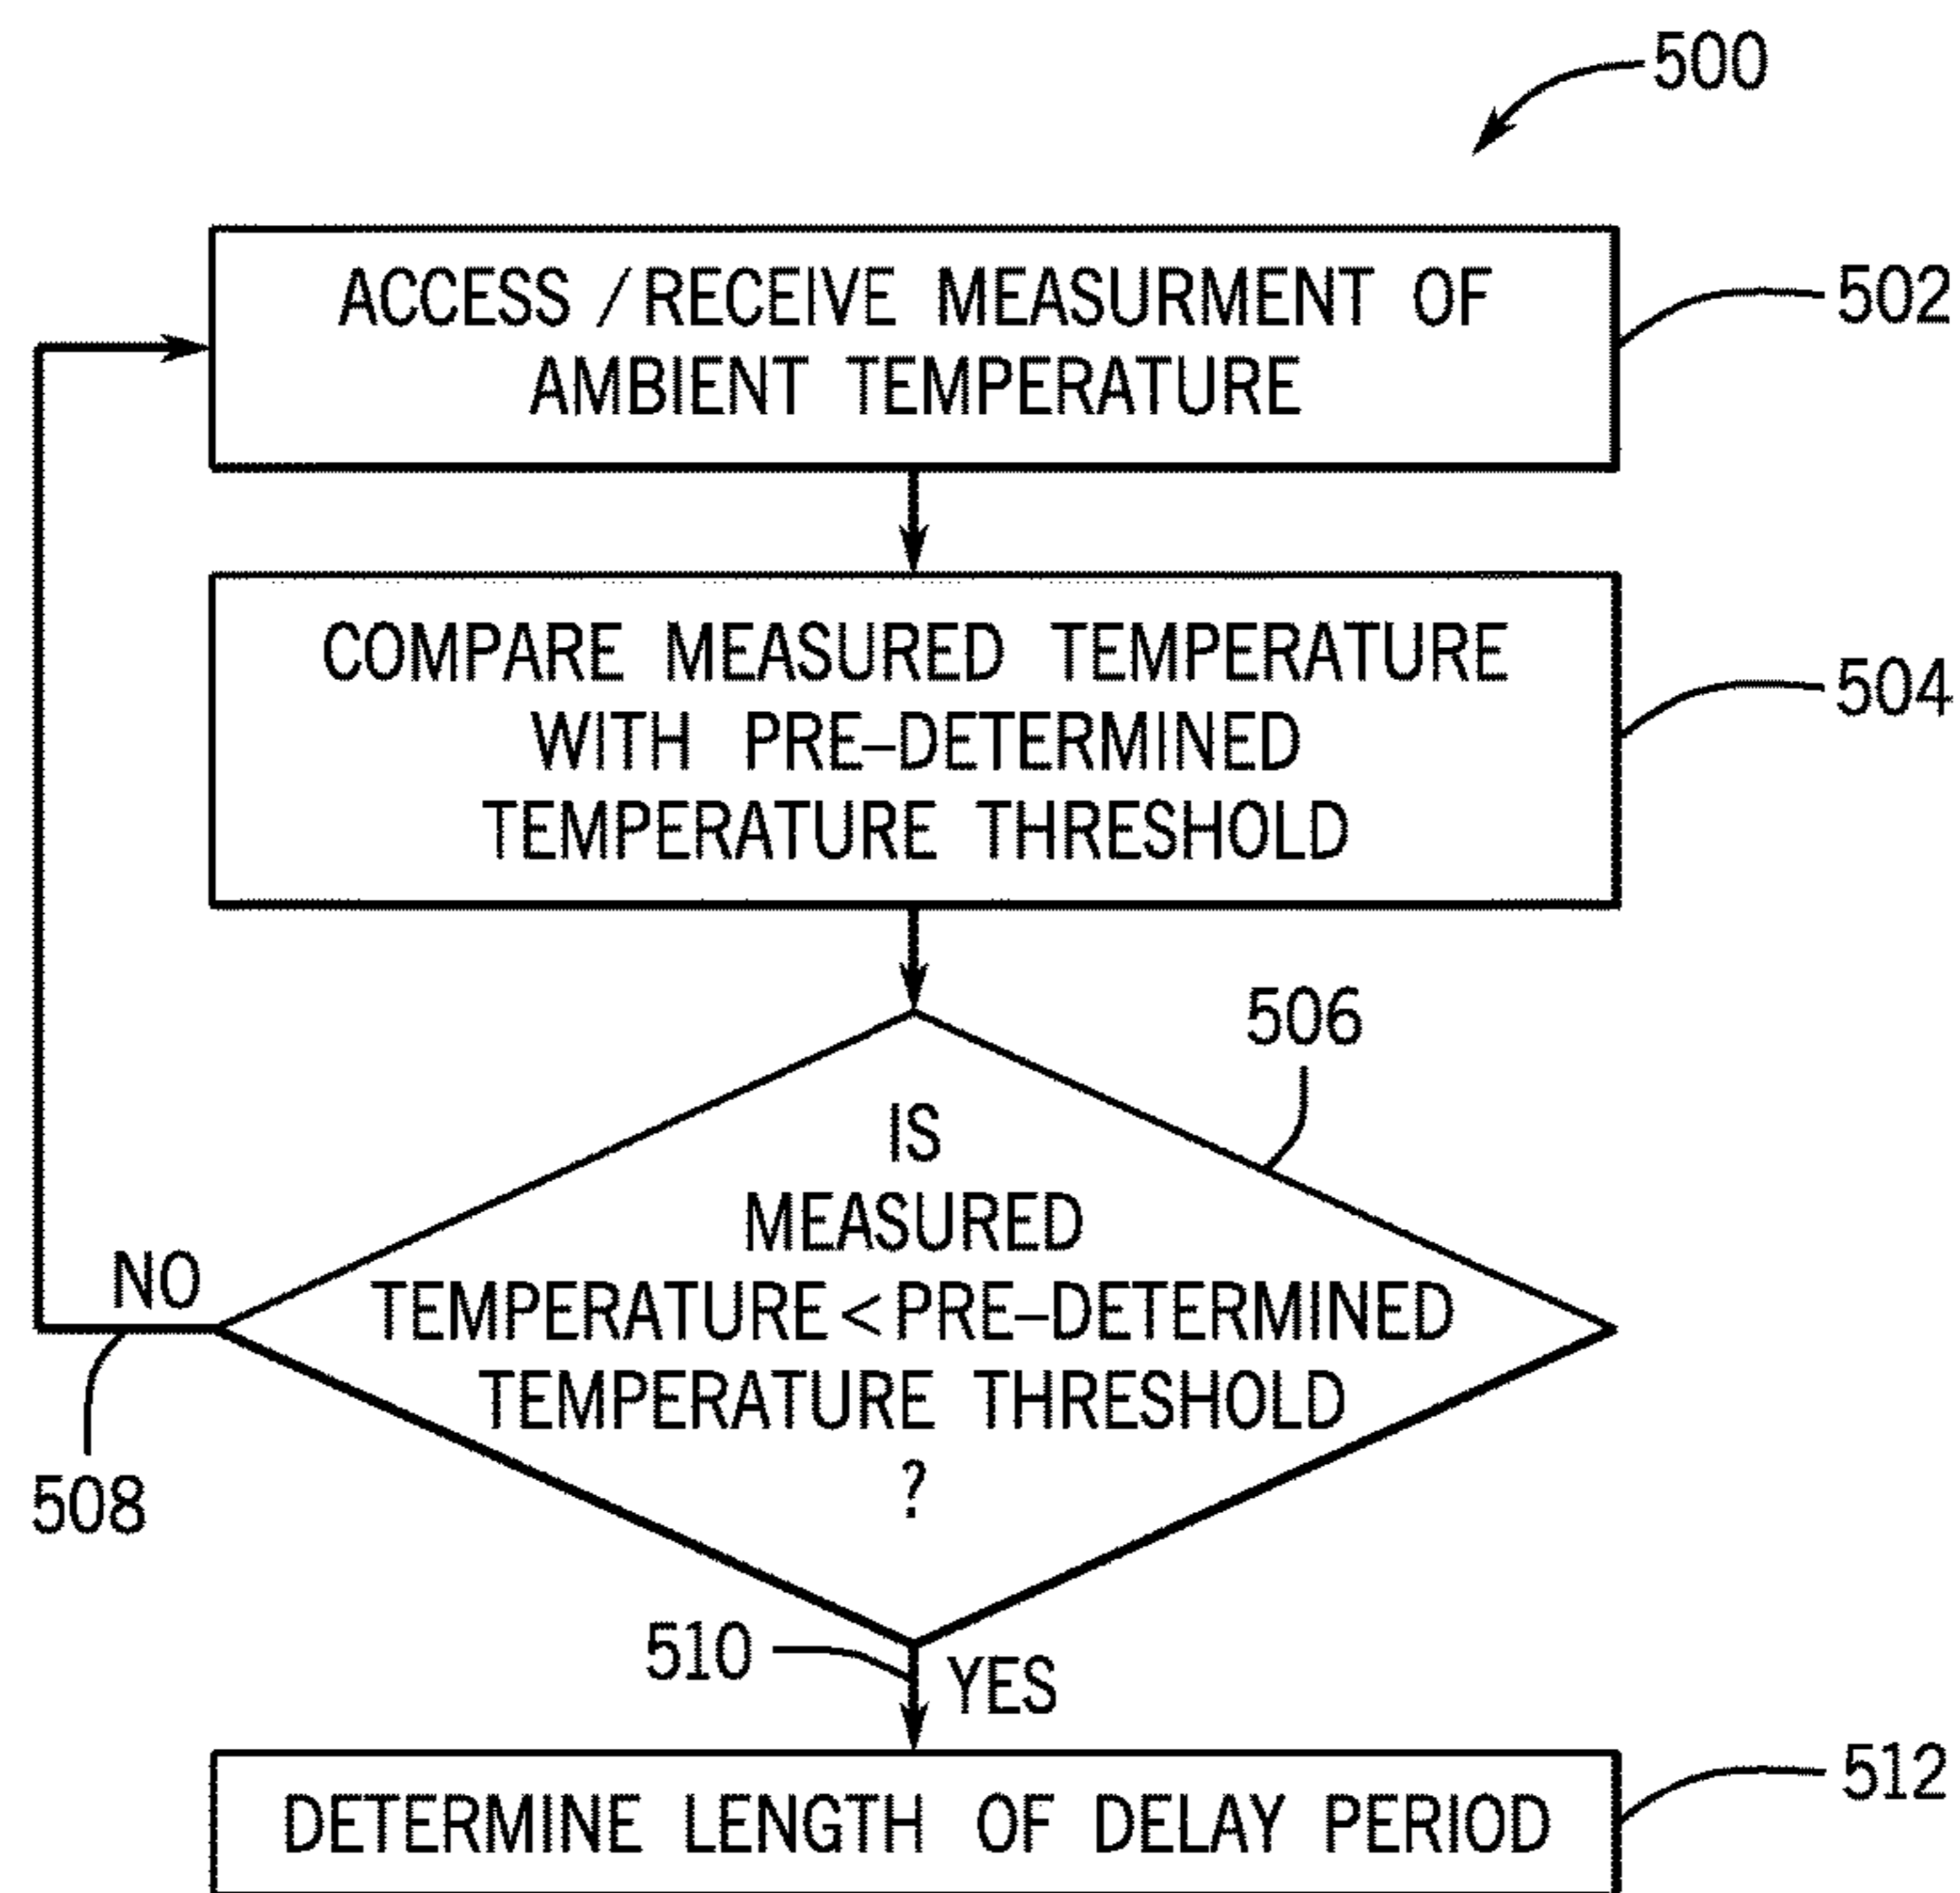 500
ACCESS / RECEIVE MEASURMENT OF
AMBIENT TEMPERATURE
502
COMPARE MEASURED TEMPERATURE
WITH PRE-DETERMINED
TEMPERATURE THRESHOLD
504
506
IS
MEASURED
TEMPERATURE < PRE-DETERMINED
TEMPERATURE THRESHOLD
?
NO
508
510
YES
DETERMINE LENGTH OF DELAY PERIOD
512